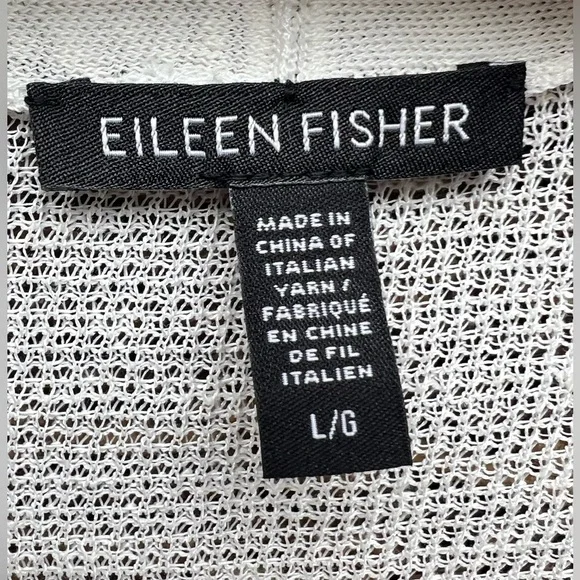 EILEEN FISHER
MADE IN
CHINA OF
ITALIAN
YARN /
FABRIQUÉ
EN CHINE
DE FIL
ITALIEN
L/G